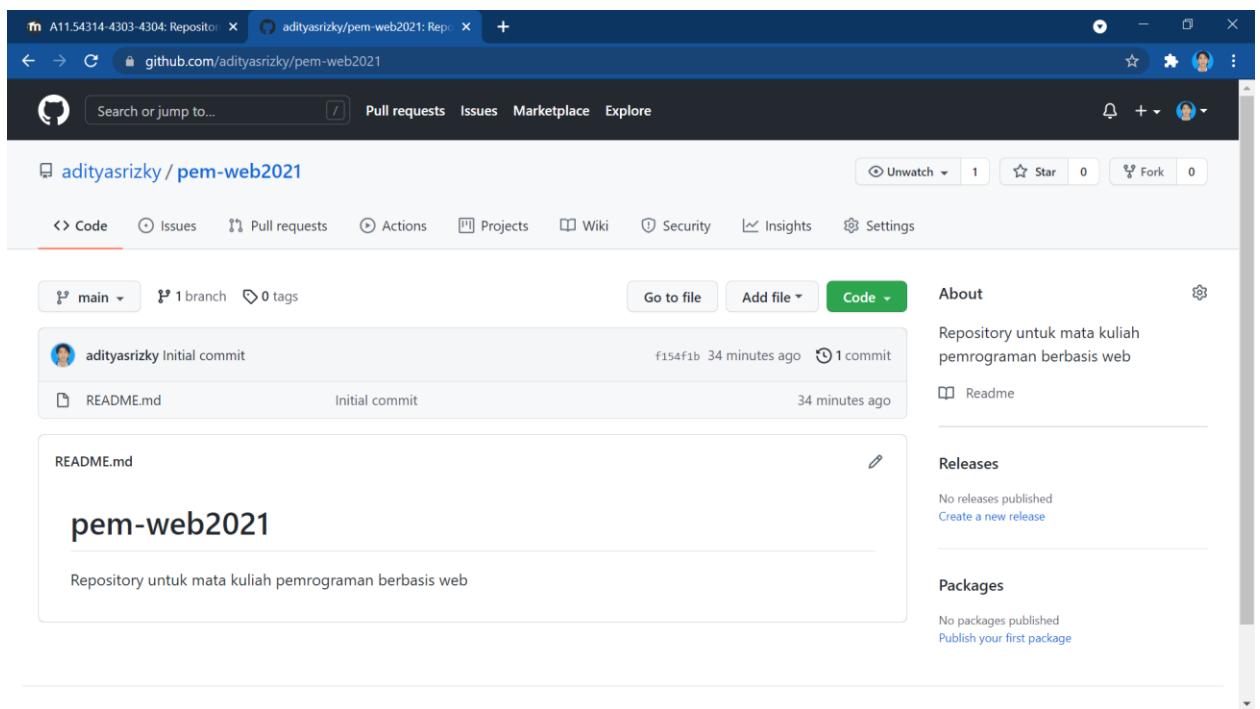 A11.54314-4303-4304: Repositor
adityasrizky/pem-web2021: Repo
github.com/adityasrizky/pem-web2021
Search or jump to... / Pull requests Issues Marketplace Explore
adityasrizky / pem-web2021
Unwatch 1 Star 0 Fork 0
Code Issues Pull requests Actions Projects Wiki Security Insights Settings
main 1 branch 0 tags Go to file Add file Code
adityasrizky Initial commit f154f1b 34 minutes ago 1 commit
README.md Initial commit 34 minutes ago
README.md
pem-web2021
Repository untuk mata kuliah pemrograman berbasis web
About
Repository untuk mata kuliah
pemrograman berbasis web
Readme
Releases
No releases published
Create a new release
Packages
No packages published
Publish your first package